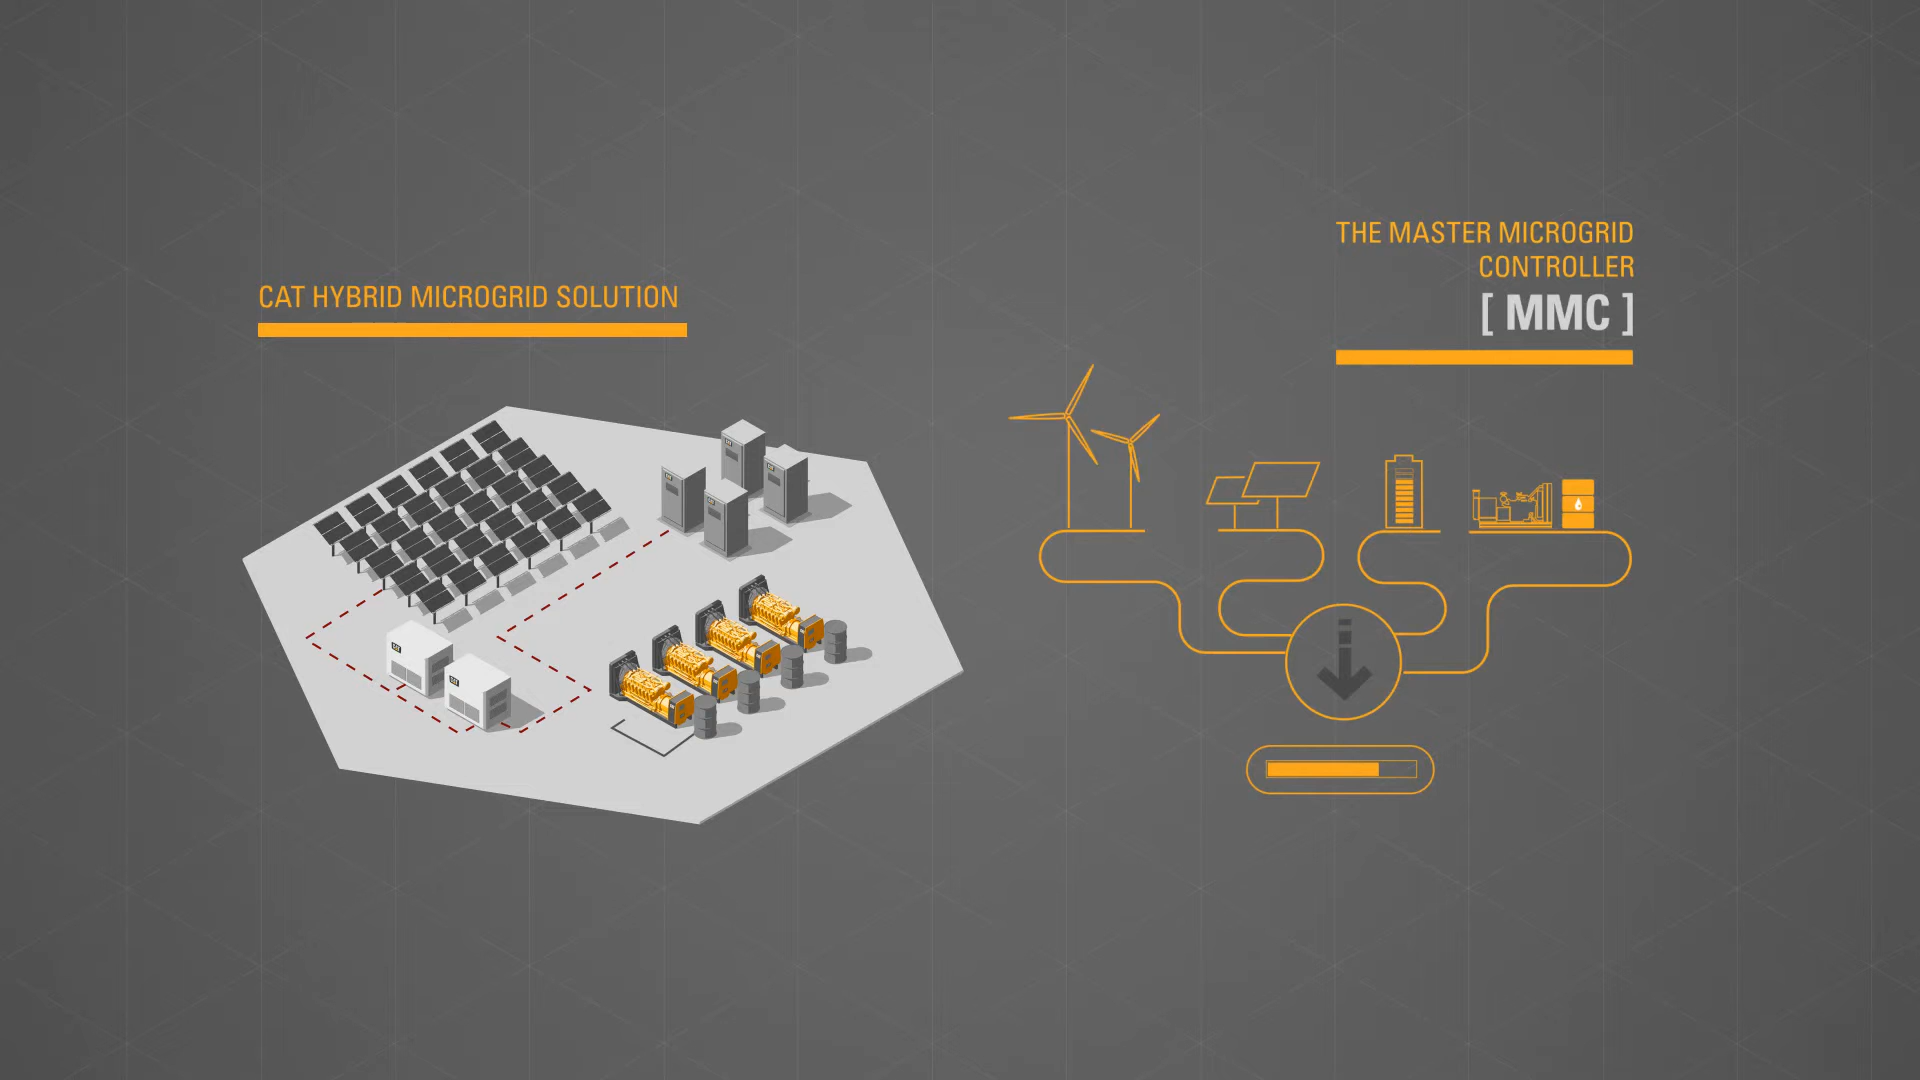 CAT HYBRID MICROGRID SOLUTION
THE MASTER MICROGRID
CONTROLLER
[ MMC ]